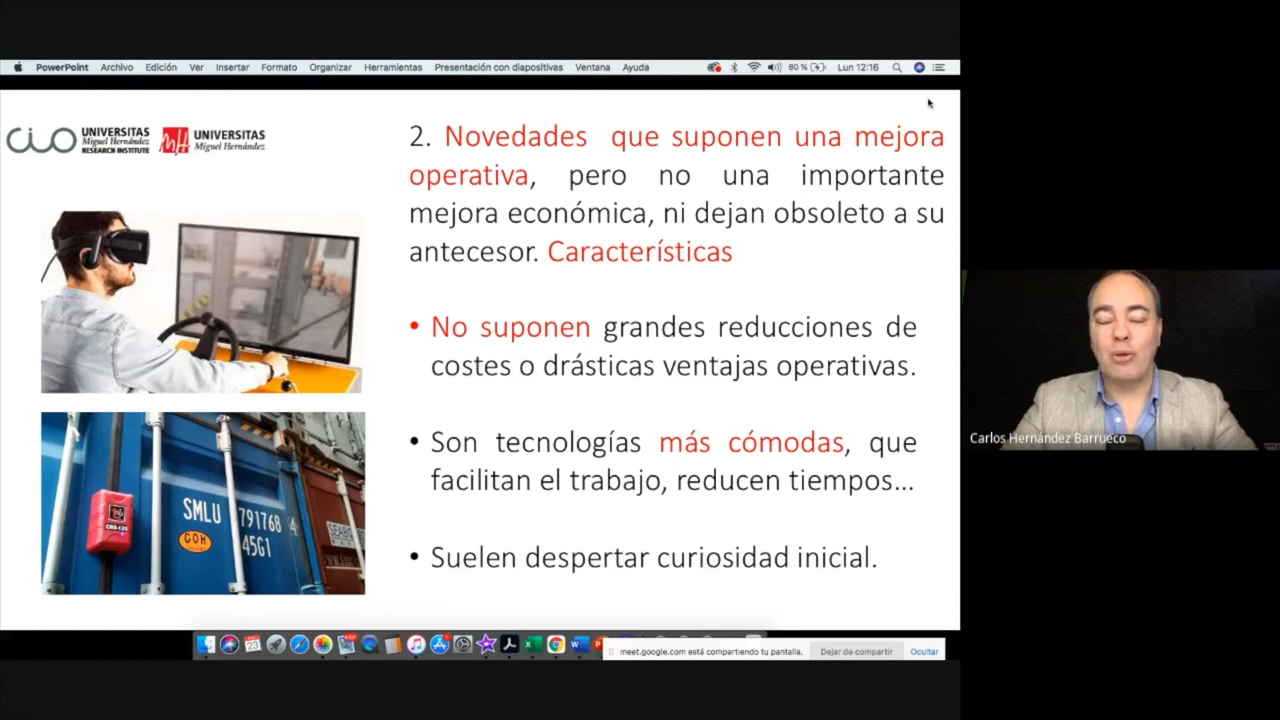 PowerPoint Archivo Edición Ver Insertar Formato Organizar Herramientas Presentación con diapositivas Ventana Ayuda 80 % Lun 12:16
CIO UNIVERSITAS Miguel Hernández RESEARCH INSTITUTE
UNIVERSITAS Miguel Hernández
2. Novedades que suponen una mejora
operativa, pero no una importante
mejora económica, ni dejan obsoleto a su
antecesor. Características
• No suponen grandes reducciones de
costes o drásticas ventajas operativas.
• Son tecnologías más cómodas, que
facilitan el trabajo, reducen tiempos...
• Suelen despertar curiosidad inicial.
SMLU 791768 4
45G1
GOH
Carlos Hernández Barrueco
23
meet.google.com está compartiendo tu pantalla. Dejar de compartir Ocultar